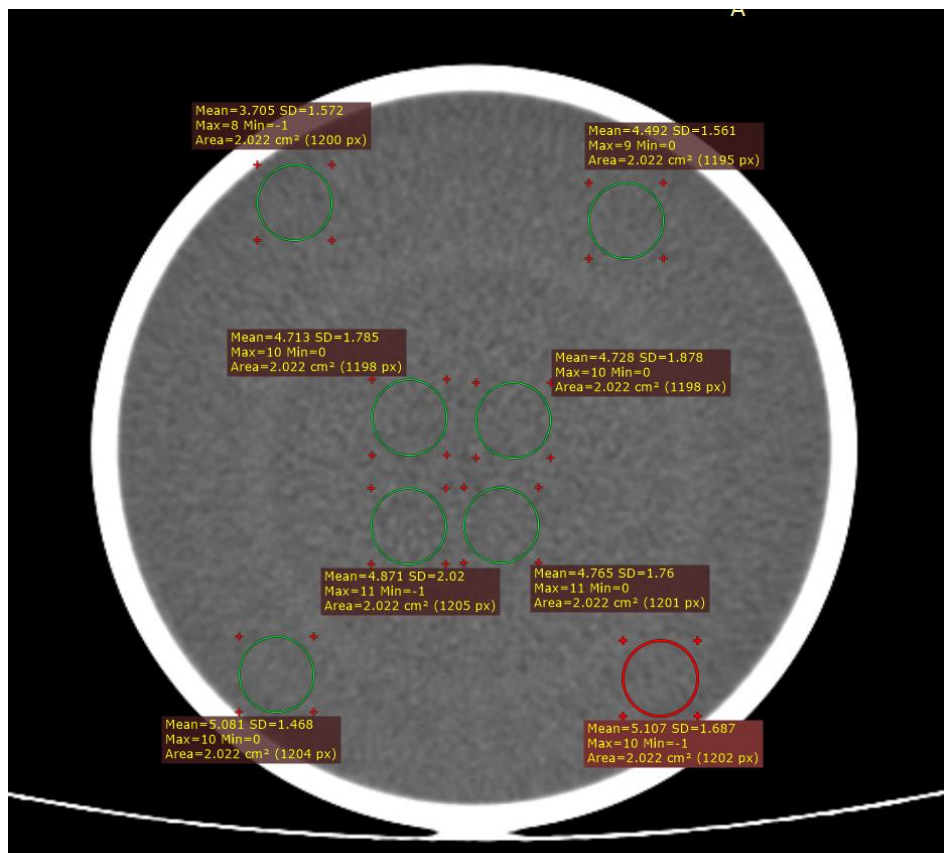 A
Mean=3.705 SD=1.572
Max=8 Min=-1
Area=2.022 cm² (1200 px)
Mean=4.492 SD=1.561
Max=9 Min=0
Area=2.022 cm² (1195 px)
Mean=4.713 SD=1.785
Max=10 Min=0
Area=2.022 cm² (1198 px)
Mean=4.728 SD=1.878
Max=10 Min=0
Area=2.022 cm² (1198 px)
Mean=4.871 SD=2.02
Max=11 Min=-1
Area=2.022 cm² (1205 px)
Mean=4.765 SD=1.76
Max=11 Min=0
Area=2.022 cm² (1201 px)
Mean=5.081 SD=1.468
Max=10 Min=0
Area=2.022 cm² (1204 px)
Mean=5.107 SD=1.687
Max=10 Min=-1
Area=2.022 cm² (1202 px)